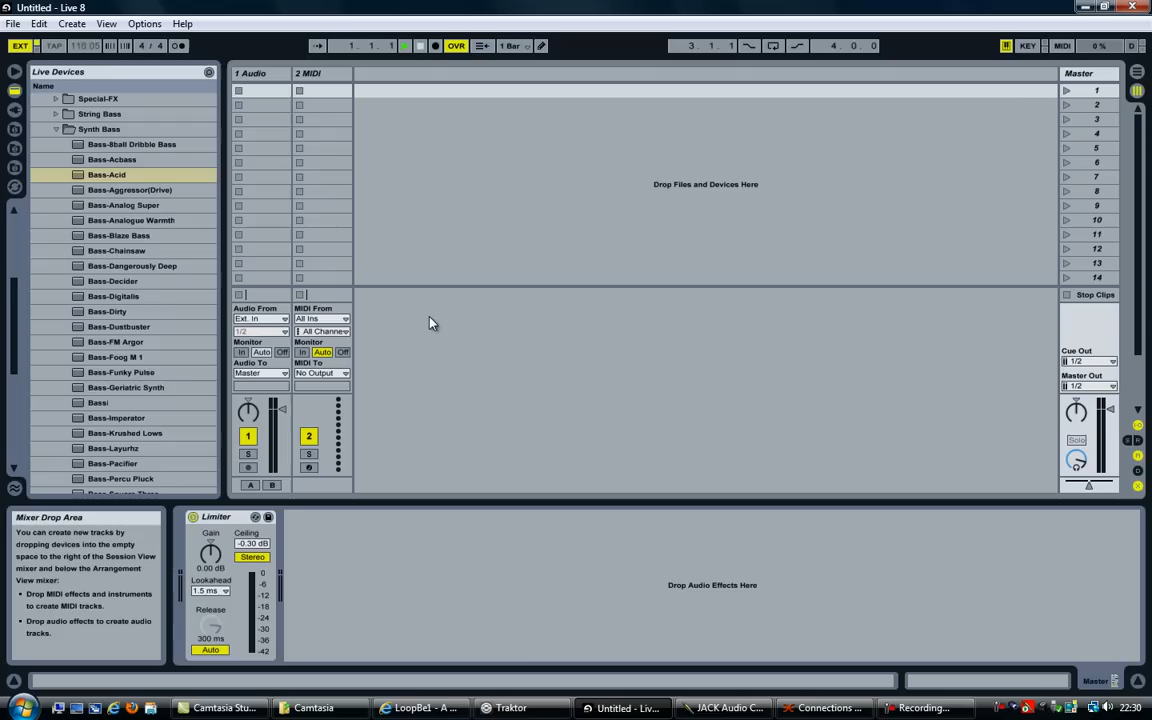 Untitled - Live 8
File Edit Create View Options Help
EXT TAP 4 / 4 1. 1. 1 OVR 1 Bar 3. 1. 1 4. 0. 0 KEY MIDI 0 % D
Live Devices
Name
Special-FX
String Bass
Synth Bass
Bass-8ball Dribble Bass
Bass-Acbass
Bass-Acid
Bass-Aggressor(Drive)
Bass-Analog Super
Bass-Analogue Warmth
Bass-Blaze Bass
Bass-Chainsaw
Bass-Dangerously Deep
Bass-Decider
Bass-Digitalis
Bass-Dirty
Bass-Dustbuster
Bass-FM Argor
Bass-Foog M 1
Bass-Funky Pulse
Bass-Geriatric Synth
Bassi
Bass-Imperator
Bass-Krushed Lows
Bass-Layurhz
Bass-Pacifier
Bass-Percu Pluck
1 Audio 2 MIDI Master
1
2
3
4
5
6
7
8
9
10
11
12
13
14
Drop Files and Devices Here
Stop Clips
Audio From MIDI From
Ext. In All Ins
1/2 All Channe
Monitor Monitor
In Auto Off In Auto Off
Audio To MIDI To
Master No Output
Cue Out
1/2
Master Out
1/2
1 2
S S Solo
A B
S R
Mixer Drop Area
You can create new tracks by
dropping devices into the empty
space to the right of the Session View
mixer and below the Arrangement
View mixer:
Drop MIDI effects and instruments
to create MIDI tracks.
Drop audio effects to create audio
tracks.
Limiter
Gain Ceiling
-0.30 dB
Stereo
0.00 dB
Lookahead
1.5 ms
Release
300 ms
Auto
0
-6
-12
-18
-24
-30
-36
-42
Drop Audio Effects Here
Master
Camtasia Stu...
Camtasia
LoopBe1 - A ...
Traktor
Untitled - Liv...
JACK Audio C...
Connections ...
Recording...
22:30